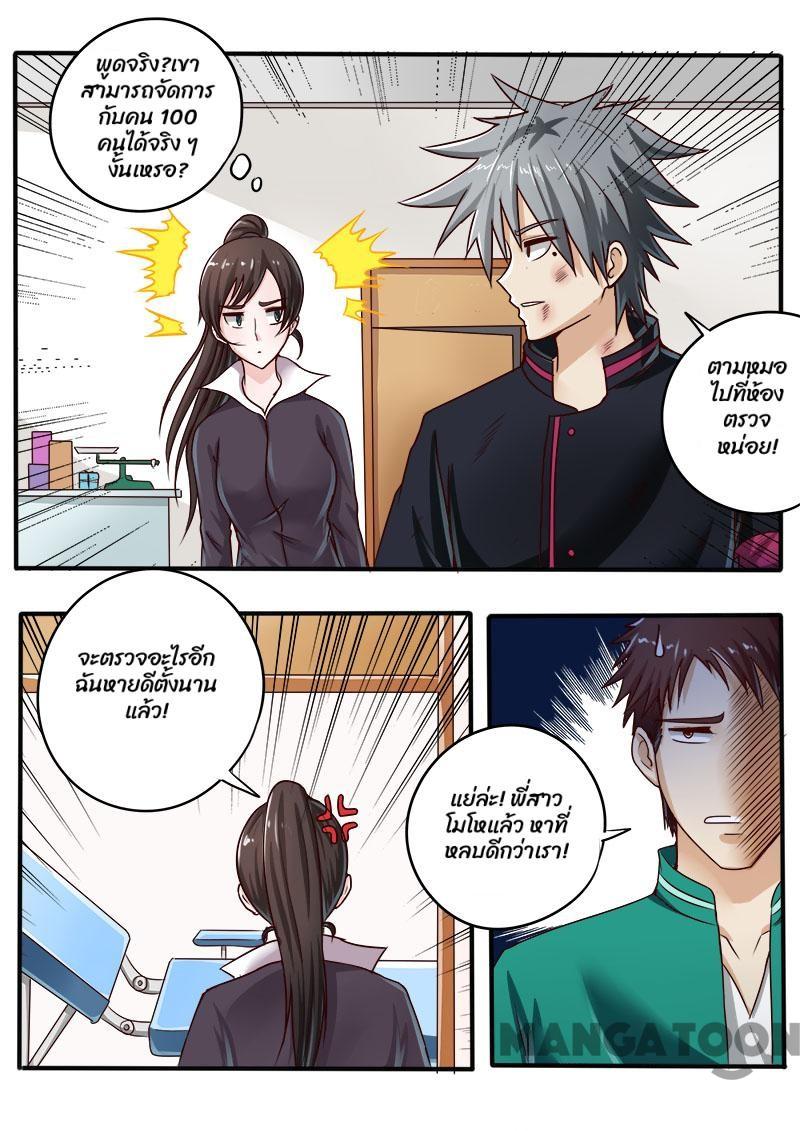 พูดจริง?เขา
สามารถจัดการ
กับคน 100
คนได้จริง ๆ
งั้นเหรอ?
ตามหมอ
ไปที่ห้อง
ตรวจ
หน่อย!
จะตรวจอะไรอีก
ฉันหายดีตั้งนาน
แล้ว!
แย่ล่ะ! พี่สาว
โมโหแล้ว หาที่
หลบดีกว่าเรา!
MANGATOON